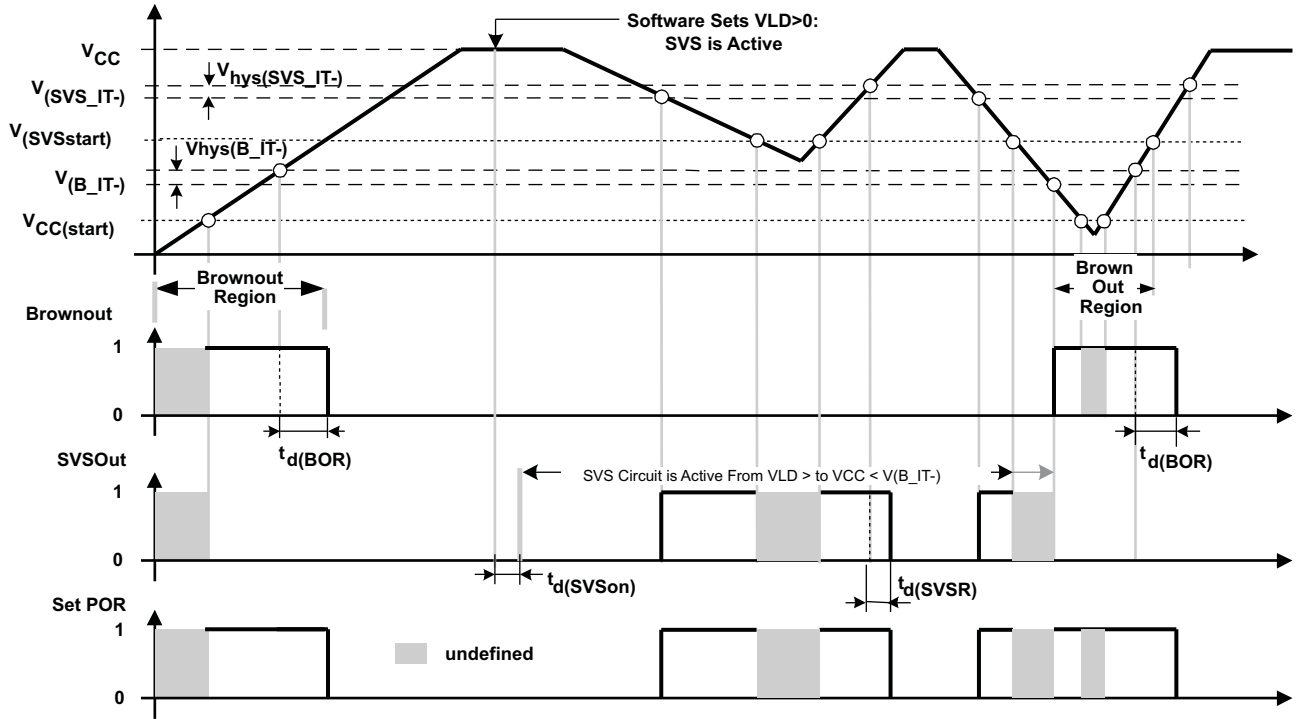 Software Sets VLD>0:
SVS is Active
VCC
Vhys(SVS_IT-)
V(SVS_IT-)
V(SVSstart)
Vhys(B_IT-)
V(B_IT-)
VCC(start)
Brownout
Region
Brown
Out
Region
Brownout
1
0
td(BOR)
td(BOR)
SVSOut
SVS Circuit is Active From VLD > to VCC < V(B_IT-)
1
0
td(SVSon)
td(SVSR)
Set POR
1
undefined
0